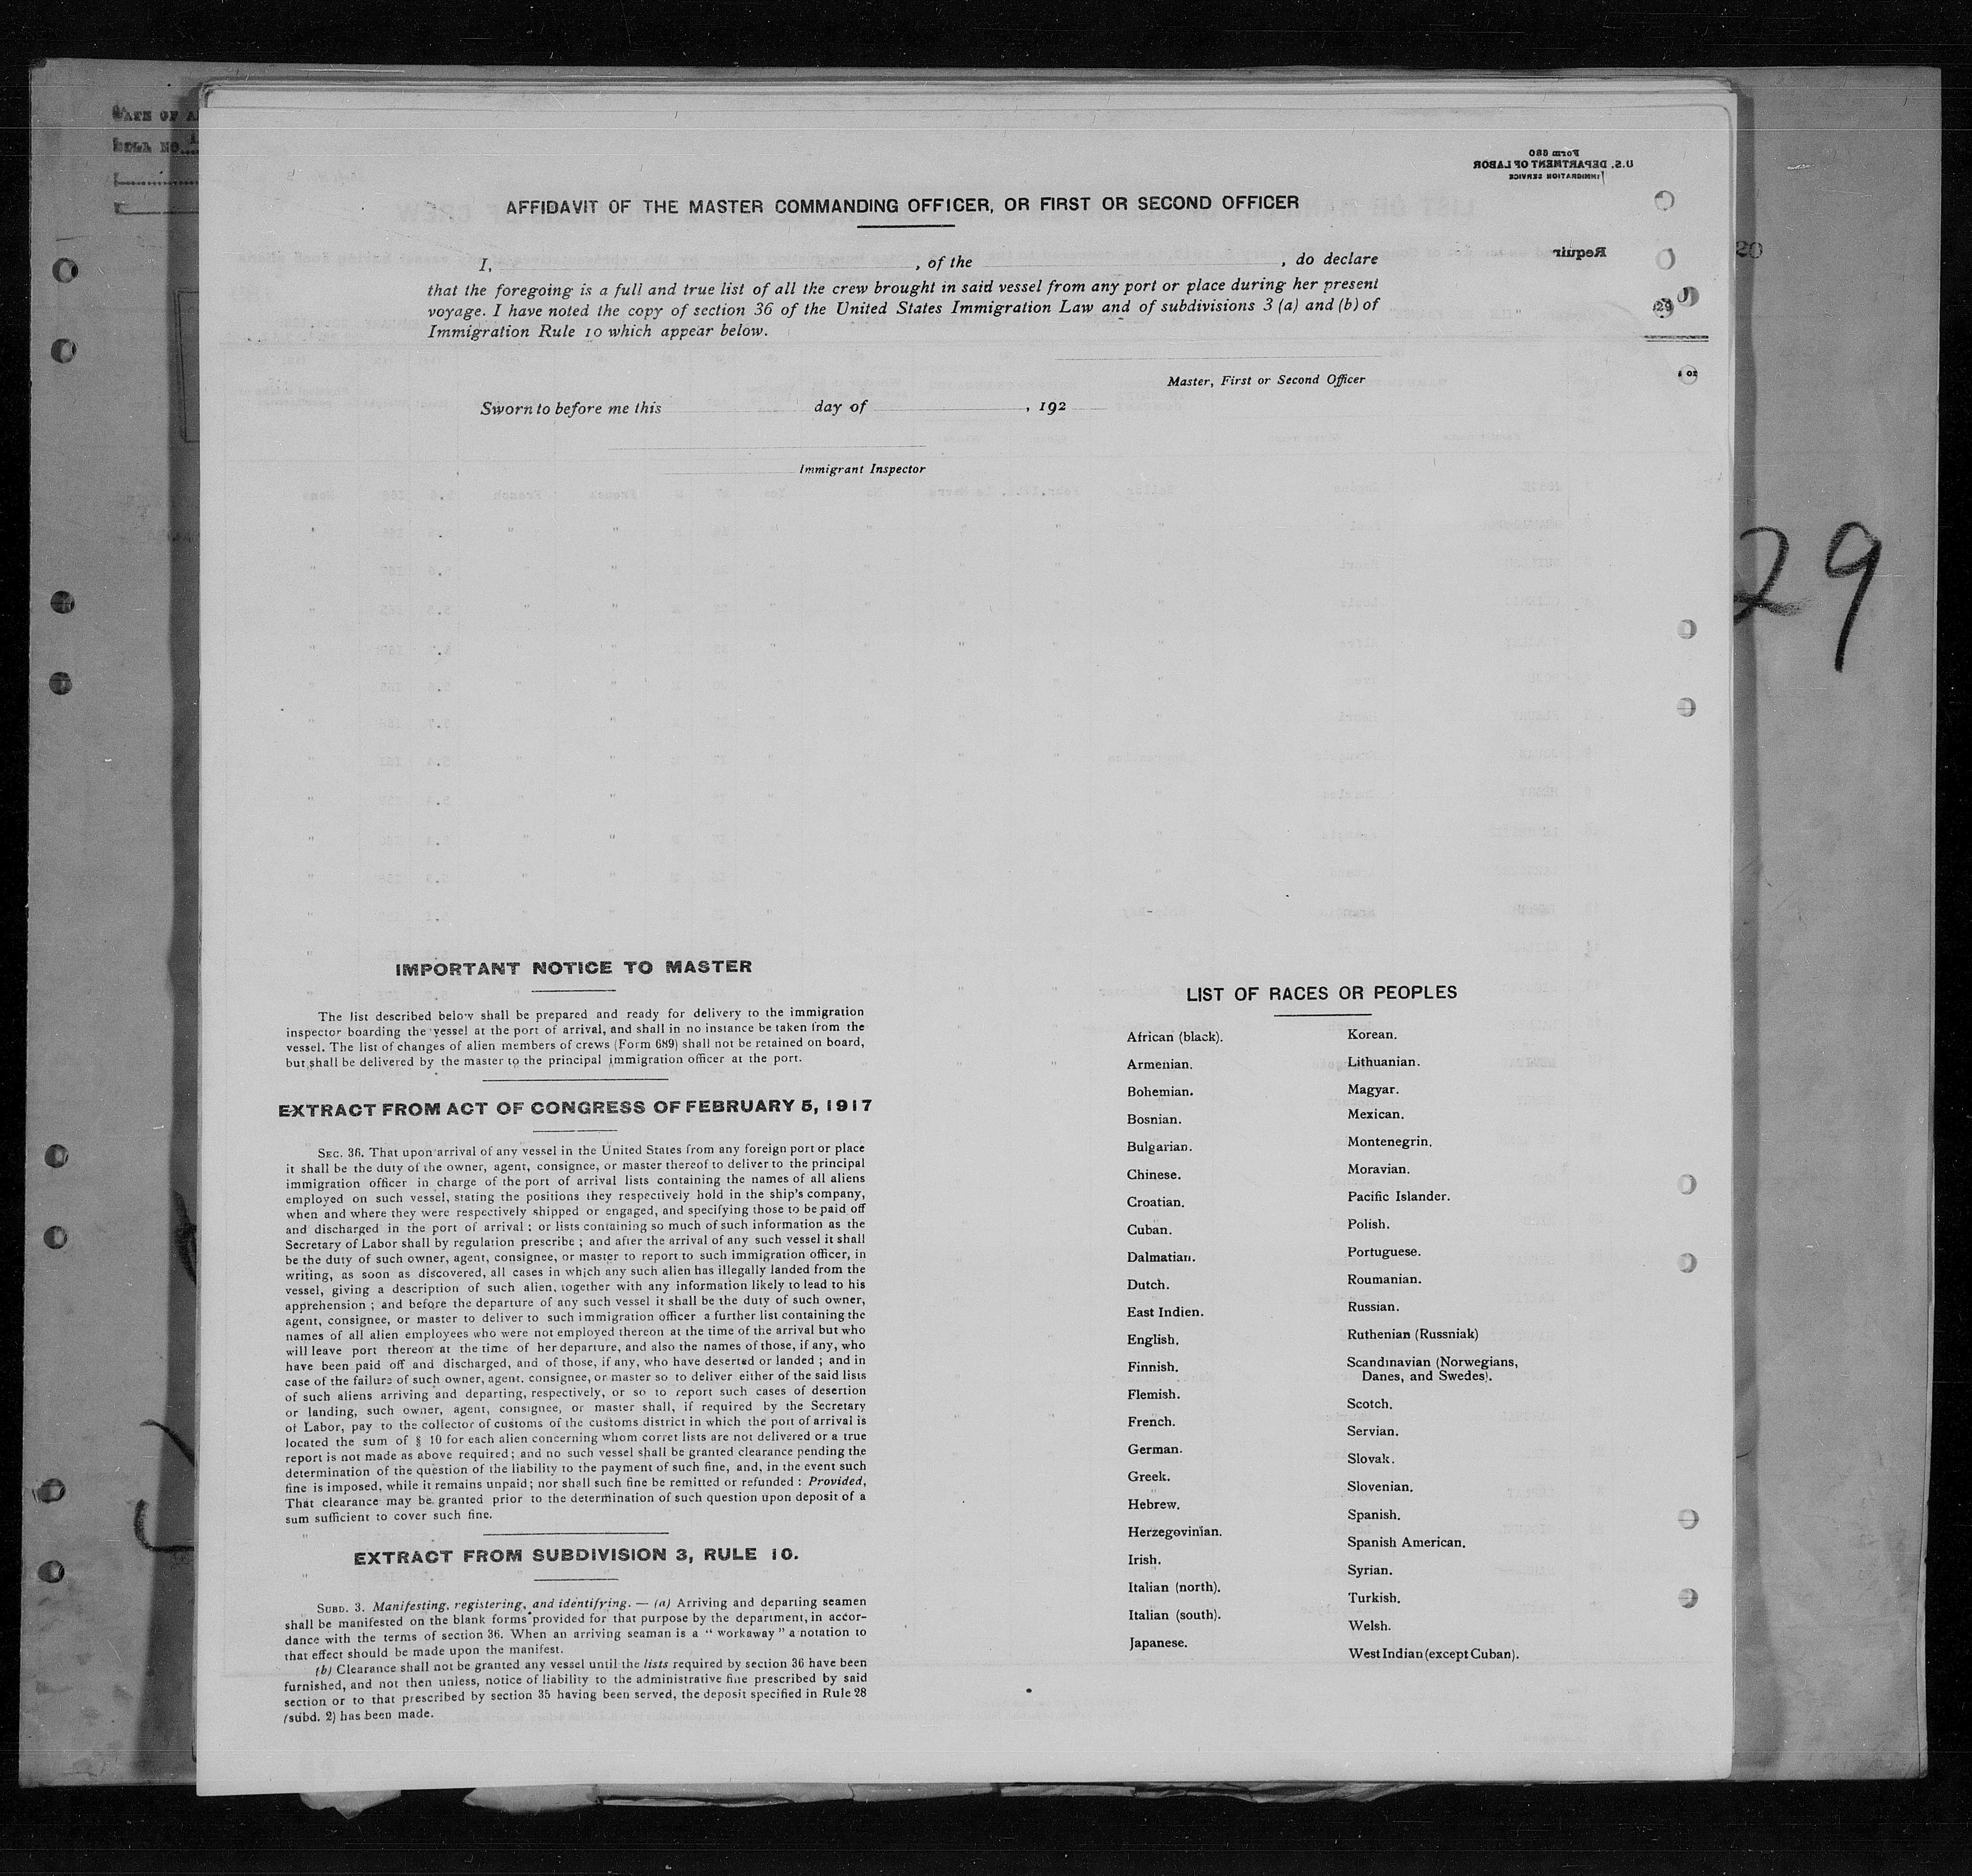 AFFIDAVIT OF THE MASTER COMMANDING OFFICER, OR FIRST OR SECOND OFFICER
I, , of the , do declare
that the foregoing is a full and true list of all the crew brought in said vessel from any port or place during her present
voyage. I have noted the copy of section 36 of the United States Immigration Law and of subdivisions 3 (a) and (b) of
Immigration Rule 10 which appear below.
Master, First or Second Officer
Sworn to before me this day of , 192
Immigrant Inspector
Form 680
U.S. DEPARTMENT OF LABOR
IMMIGRATION SERVICE
Requir
29
IMPORTANT NOTICE TO MASTER
The list described below shall be prepared and ready for delivery to the immigration
inspector boarding the vessel at the port of arrival, and shall in no instance be taken from the
vessel. The list of changes of alien members of crews (Form 689) shall not be retained on board,
but shall be delivered by the master to the principal immigration officer at the port.
EXTRACT FROM ACT OF CONGRESS OF FEBRUARY 5, 1917
SEC. 36. That upon arrival of any vessel in the United States from any foreign port or place
it shall be the duty of the owner, agent, consignee, or master thereof to deliver to the principal
immigration officer in charge of the port of arrival lists containing the names of all aliens
employed on such vessel, stating the positions they respectively hold in the ship's company,
when and where they were respectively shipped or engaged, and specifying those to be paid off
and discharged in the port of arrival ; or lists containing so much of such information as the
Secretary of Labor shall by regulation prescribe ; and after the arrival of any such vessel it shall
be the duty of such owner, agent, consignee, or master to report to such immigration officer, in
writing, as soon as discovered, all cases in which any such alien has illegally landed from the
vessel, giving a description of such alien, together with any information likely to lead to his
apprehension ; and before the departure of any such vessel it shall be the duty of such owner,
agent, consignee, or master to deliver to such immigration officer a further list containing the
names of all alien employees who were not employed thereon at the time of the arrival but who
will leave port thereon at the time of her departure, and also the names of those, if any, who
have been paid off and discharged, and of those, if any, who have deserted or landed ; and in
case of the failure of such owner, agent. consignee, or master so to deliver either of the said lists
of such aliens arriving and departing, respectively, or so to report such cases of desertion
or landing, such owner, agent, consignee, or master shall, if required by the Secretary
of Labor, pay to the collector of customs of the customs district in which the port of arrival is
located the sum of § 10 for each alien concerning whom corret lists are not delivered or a true
report is not made as above required ; and no such vessel shall be granted clearance pending the
determination of the question of the liability to the payment of such fine, and, in the event such
fine is imposed, while it remains unpaid ; nor shall such fine be remitted or refunded : Provided,
That clearance may be granted prior to the determination of such question upon deposit of a
sum sufficient to cover such fine.
EXTRACT FROM SUBDIVISION 3, RULE 10.
SUBD. 3. Manifesting, registering, and identifying. — (a) Arriving and departing seamen
shall be manifested on the blank forms provided for that purpose by the department, in accor-
dance with the terms of section 36. When an arriving seaman is a " workaway " a notation to
that effect should be made upon the manifest.
(b) Clearance shall not be granted any vessel until the lists required by section 36 have been
furnished, and not then unless, notice of liability to the administrative fine prescribed by said
section or to that prescribed by section 35 having been served, the deposit specified in Rule 28
(subd. 2) has been made.
LIST OF RACES OR PEOPLES
African (black).
Armenian.
Bohemian.
Bosnian.
Bulgarian.
Chinese.
Croatian.
Cuban.
Dalmatian.
Dutch.
East Indien.
English.
Finnish.
Flemish.
French.
German.
Greek.
Hebrew.
Herzegovinian.
Irish.
Italian (north).
Italian (south).
Japanese.
Korean.
Lithuanian.
Magyar.
Mexican.
Montenegrin.
Moravian.
Pacific Islander.
Polish.
Portuguese.
Roumanian.
Russian.
Ruthenian (Russniak)
Scandinavian (Norwegians,
Danes, and Swedes).
Scotch.
Servian.
Slovak.
Slovenian.
Spanish.
Spanish American.
Syrian.
Turkish.
Welsh.
West Indian (except Cuban).